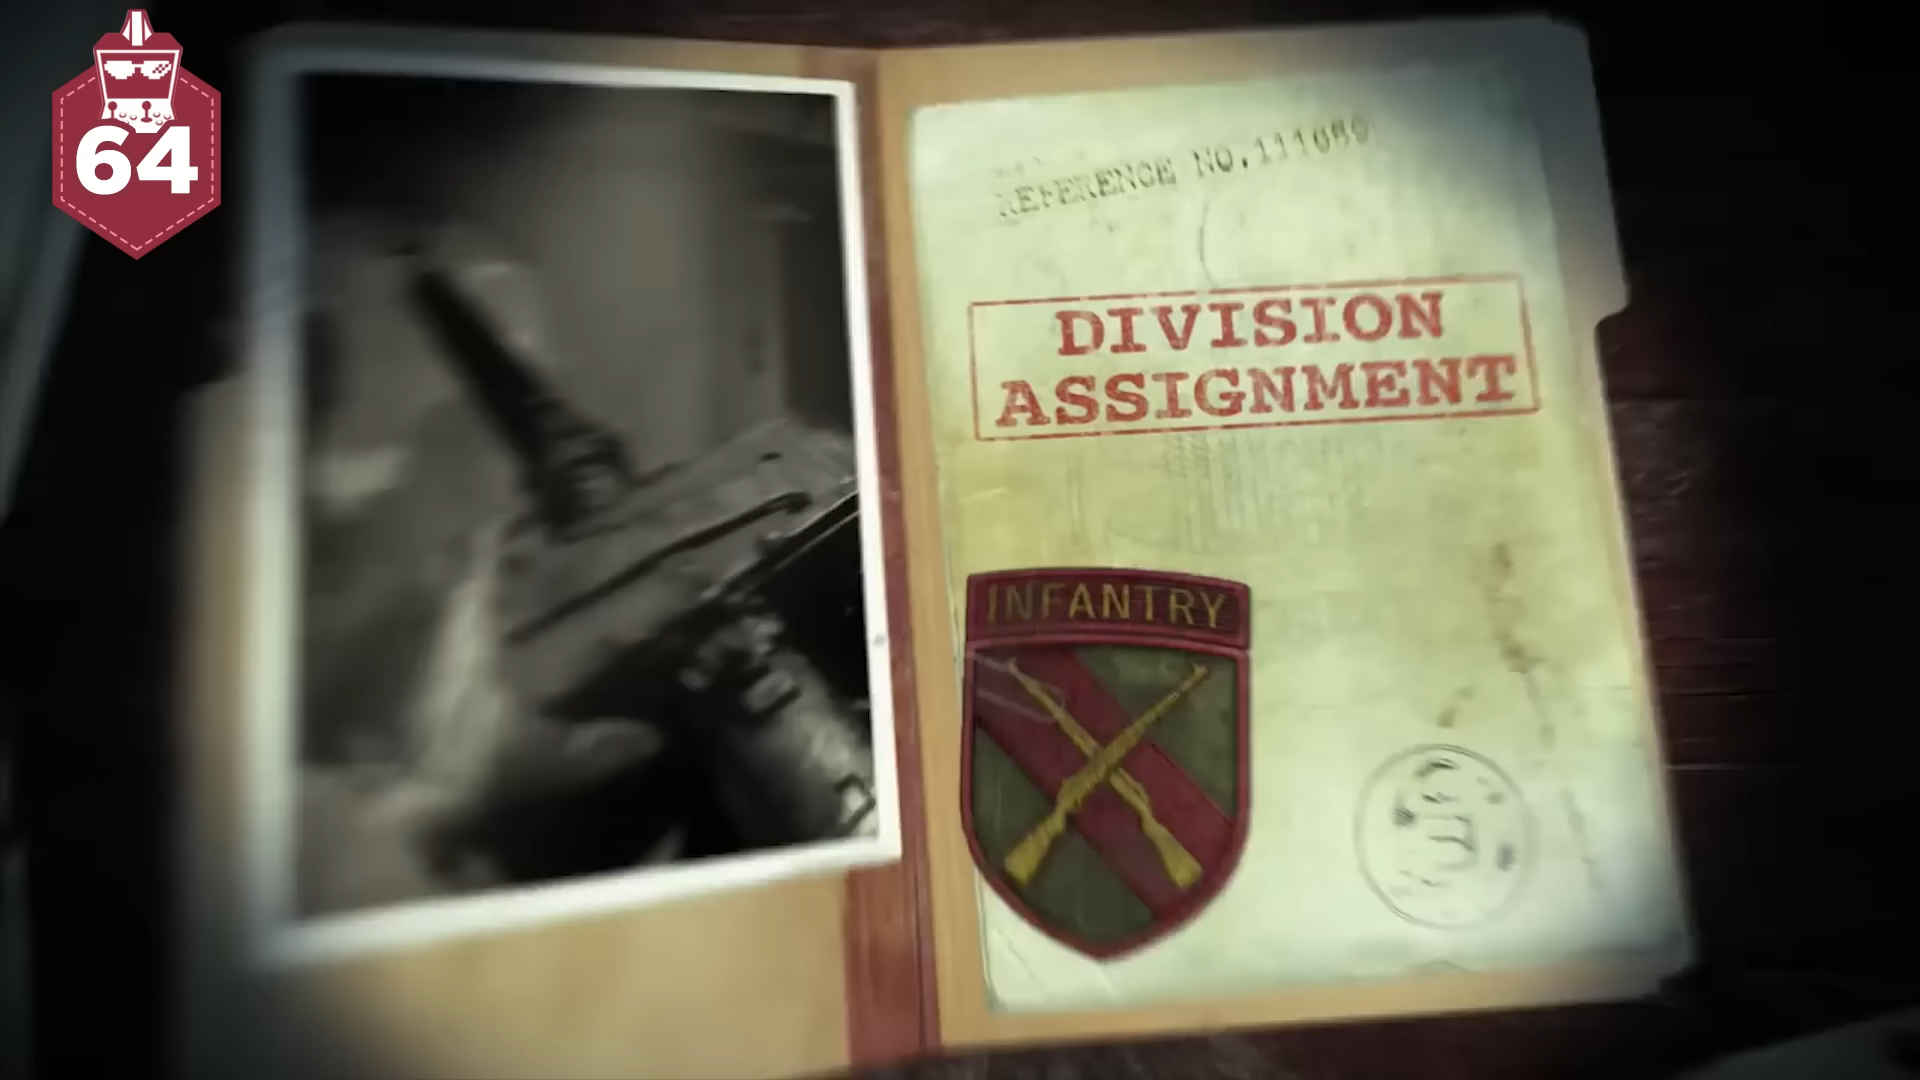 64
REFERENCE NO.111680
DIVISION
ASSIGNMENT
INFANTRY